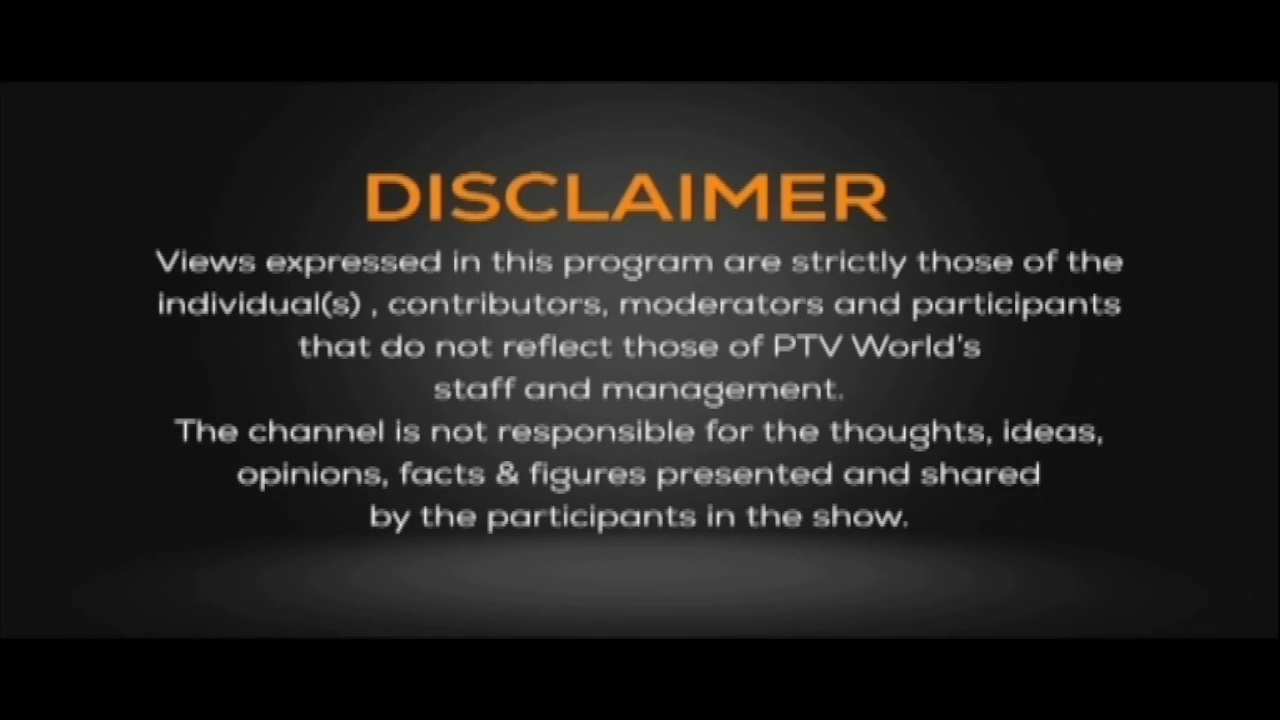 DISCLAIMER
Views expressed in this program are strictly those of the
individual(s) , contributors, moderators and participants
that do not reflect those of PTV World's
staff and management.
The channel is not responsible for the thoughts, ideas,
opinions, facts & figures presented and shared
by the participants in the show.